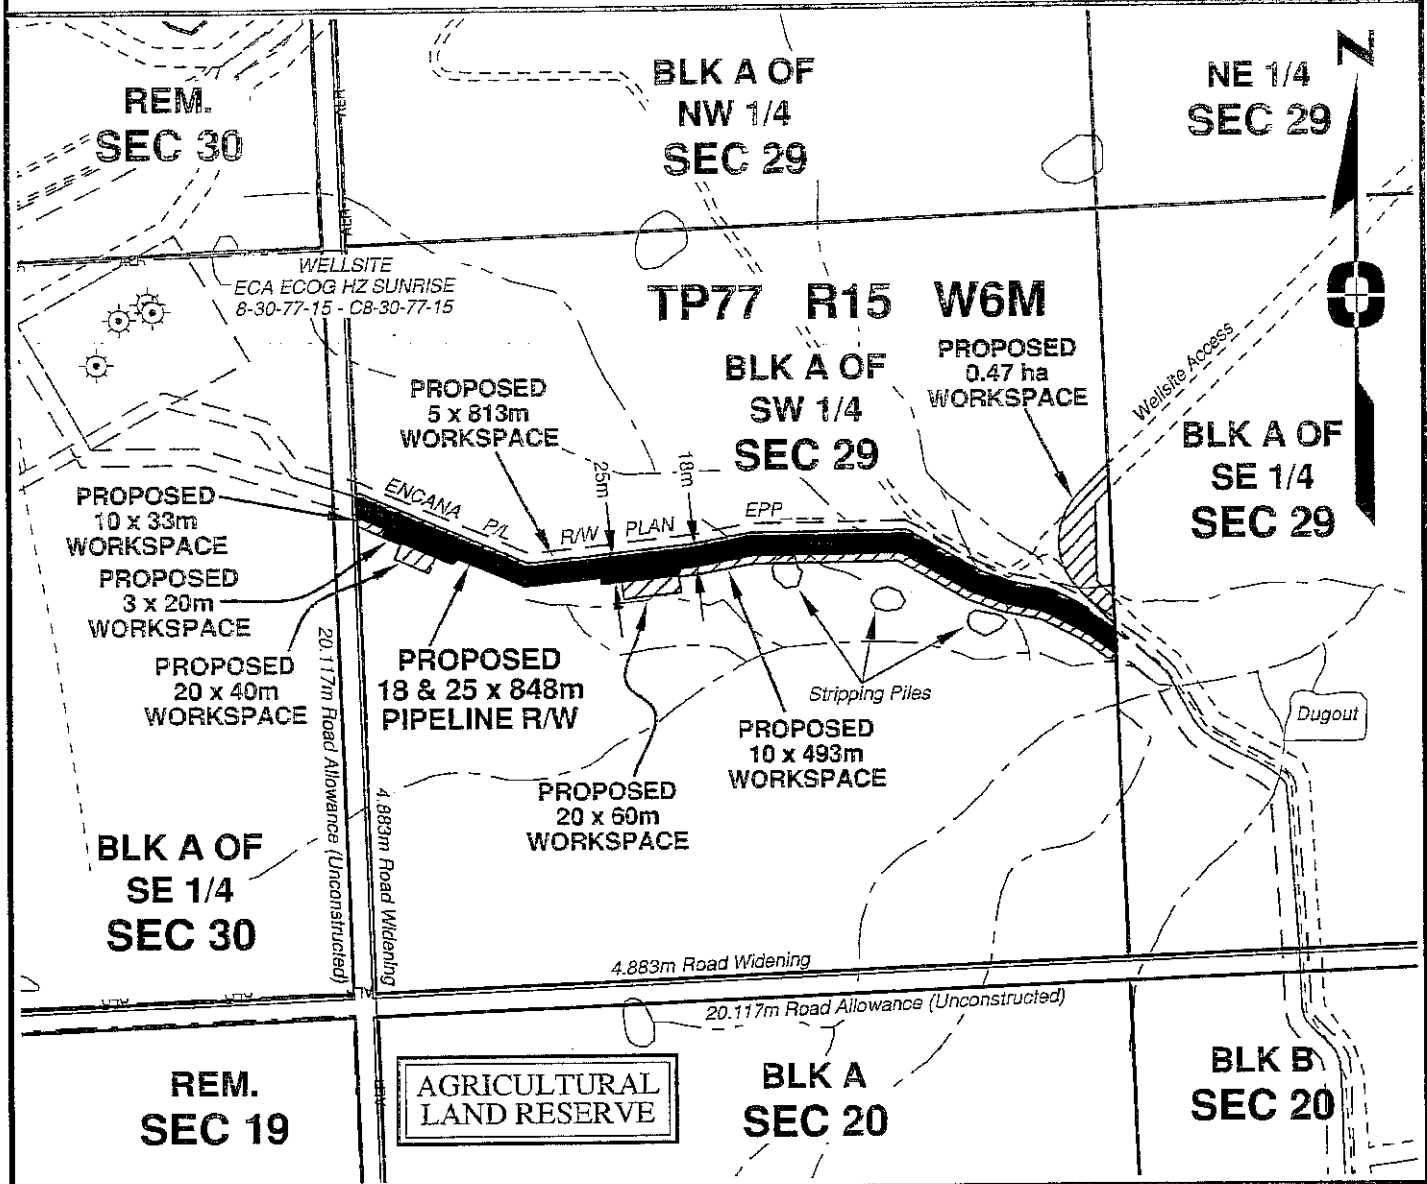 REM.
SEC 30
BLK A OF
NW 1/4
SEC 29
NE 1/4
SEC 29
N
WELLSITE
ECA ECOG HZ SUNRISE
8-30-77-15 - C8-30-77-15
TP77 R15 W6M
PROPOSED
5 x 813m
WORKSPACE
BLK A OF
SW 1/4
SEC 29
PROPOSED
0.47 ha
WORKSPACE
Wellsite Access
BLK A OF
SE 1/4
SEC 29
25m
18m
ENCANA P/L R/W PLAN EPP
PROPOSED
10 x 33m
WORKSPACE
PROPOSED
3 x 20m
WORKSPACE
PROPOSED
20 x 40m
WORKSPACE
PROPOSED
18 & 25 x 848m
PIPELINE R/W
Stripping Piles
Dugout
PROPOSED
10 x 493m
WORKSPACE
PROPOSED
20 x 60m
WORKSPACE
20.117m Road Allowance (Unconstructed)
4.883m Road Widening
BLK A OF
SE 1/4
SEC 30
4.883m Road Widening
20.117m Road Allowance (Unconstructed)
REM.
SEC 19
AGRICULTURAL
LAND RESERVE
BLK A
SEC 20
BLK B
SEC 20